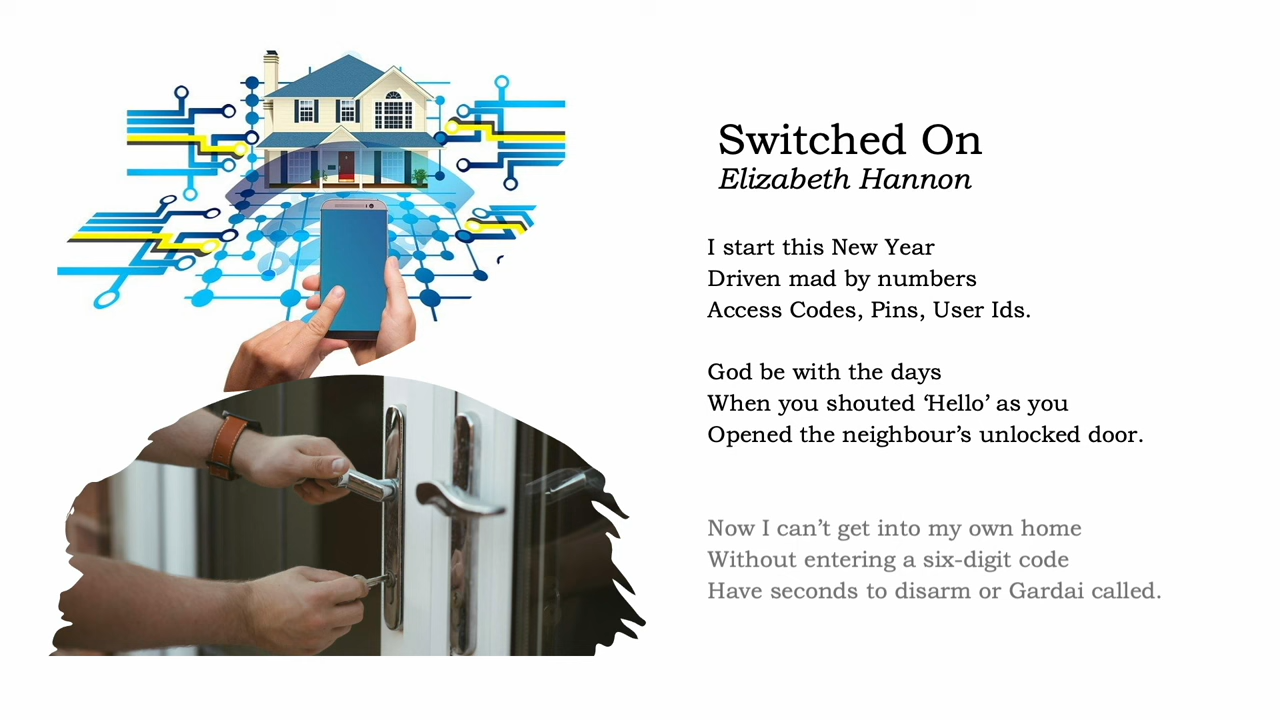 Switched On
Elizabeth Hannon
I start this New Year
Driven mad by numbers
Access Codes, Pins, User Ids.
God be with the days
When you shouted ‘Hello’ as you
Opened the neighbour’s unlocked door.
Now I can’t get into my own home
Without entering a six-digit code
Have seconds to disarm or Gardai called.